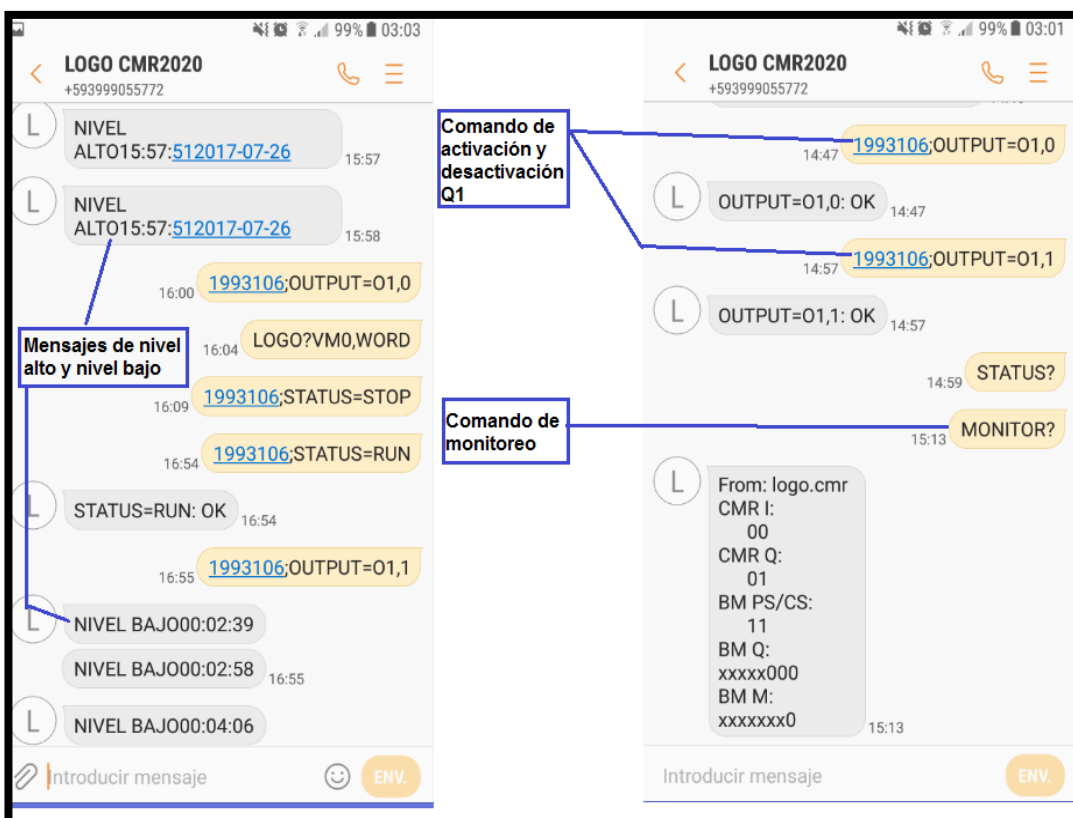 99% 03:03
LOGO CMR2020
+593999055772
L
NIVEL
ALTO15:57:512017-07-26
15:57
L
NIVEL
ALTO15:57:512017-07-26
15:58
16:00
1993106;OUTPUT=O1,0
16:04
LOGO?VM0,WORD
16:09
1993106;STATUS=STOP
16:54
1993106;STATUS=RUN
L
STATUS=RUN: OK
16:54
16:55
1993106;OUTPUT=O1,1
L
NIVEL BAJO00:02:39
NIVEL BAJO00:02:58
16:55
L
NIVEL BAJO00:04:06
Introducir mensaje
ENV.
Mensajes de nivel
alto y nivel bajo
Comando de
activación y
desactivación
Q1
Comando de
monitoreo
99% 03:01
LOGO CMR2020
+593999055772
14:47
1993106;OUTPUT=O1,0
L
OUTPUT=O1,0: OK
14:47
14:57
1993106;OUTPUT=O1,1
L
OUTPUT=O1,1: OK
14:57
14:59
STATUS?
15:13
MONITOR?
L
From: logo.cmr
CMR I:
00
CMR Q:
01
BM PS/CS:
11
BM Q:
xxxxx000
BM M:
xxxxxxx0
15:13
Introducir mensaje
ENV.